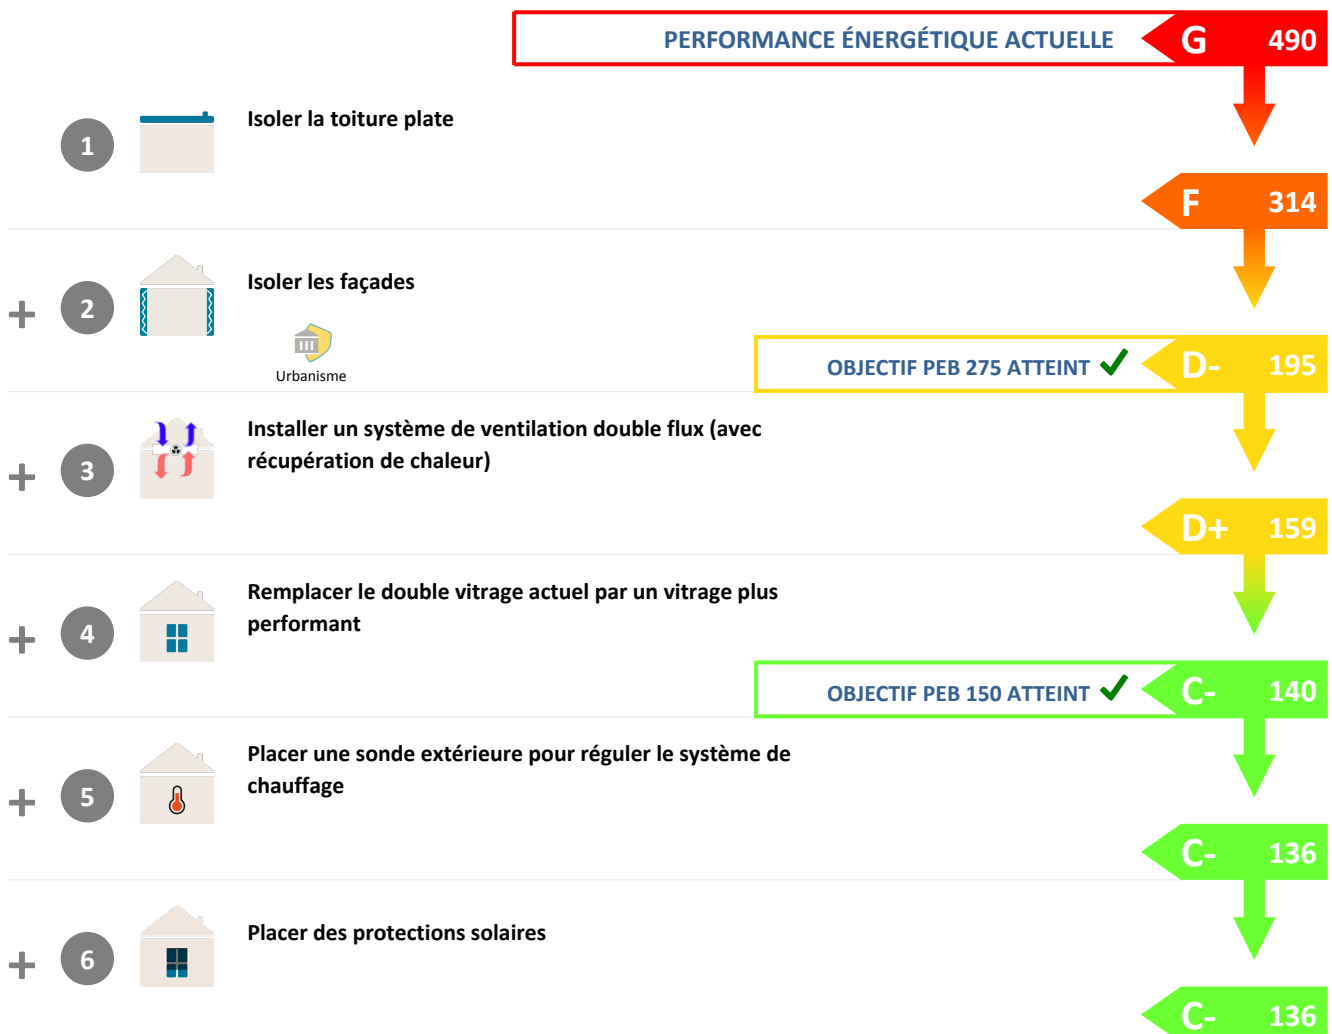 PERFORMANCE ÉNERGÉTIQUE ACTUELLE G 490
1 Isoler la toiture plate
F 314
+ 2 Isoler les façades
Urbanisme
OBJECTIF PEB 275 ATTEINT ✓ D- 195
+ 3 Installer un système de ventilation double flux (avec
récupération de chaleur)
D+ 159
+ 4 Remplacer le double vitrage actuel par un vitrage plus
performant
OBJECTIF PEB 150 ATTEINT ✓ C- 140
+ 5 Placer une sonde extérieure pour réguler le système de
chauffage
C- 136
+ 6 Placer des protections solaires
C- 136